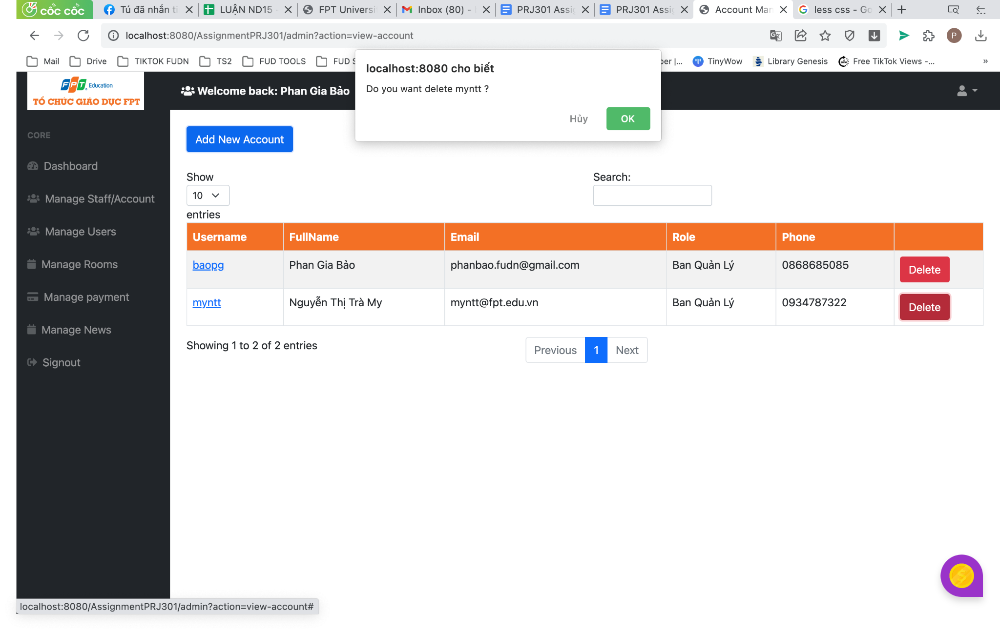 cốc cốc
Tú đã nhắn ti
LUẬN ND15 -
FPT Universi
Inbox (80) -
PRJ301 Assig
PRJ301 Assig
Account Man
less css - Go
localhost:8080/AssignmentPRJ301/admin?action=view-account
P
Mail
Drive
TIKTOK FUDN
TS2
FUD TOOLS
FUD S
per |...
TinyWow
Library Genesis
Free TikTok Views -...
»
localhost:8080 cho biết
Do you want delete myntt ?
Hủy
OK
FPT Education
TỔ CHỨC GIÁO DỤC FPT
Welcome back: Phan Gia Bảo
CORE
Dashboard
Manage Staff/Account
Manage Users
Manage Rooms
Manage payment
Manage News
Signout
Add New Account
Show
10
entries
Search:
Username FullName Email Role Phone
baopg Phan Gia Bảo phanbao.fudn@gmail.com Ban Quản Lý 0868685085 Delete
myntt Nguyễn Thị Trà My myntt@fpt.edu.vn Ban Quản Lý 0934787322 Delete
Showing 1 to 2 of 2 entries
Previous 1 Next
localhost:8080/AssignmentPRJ301/admin?action=view-account#